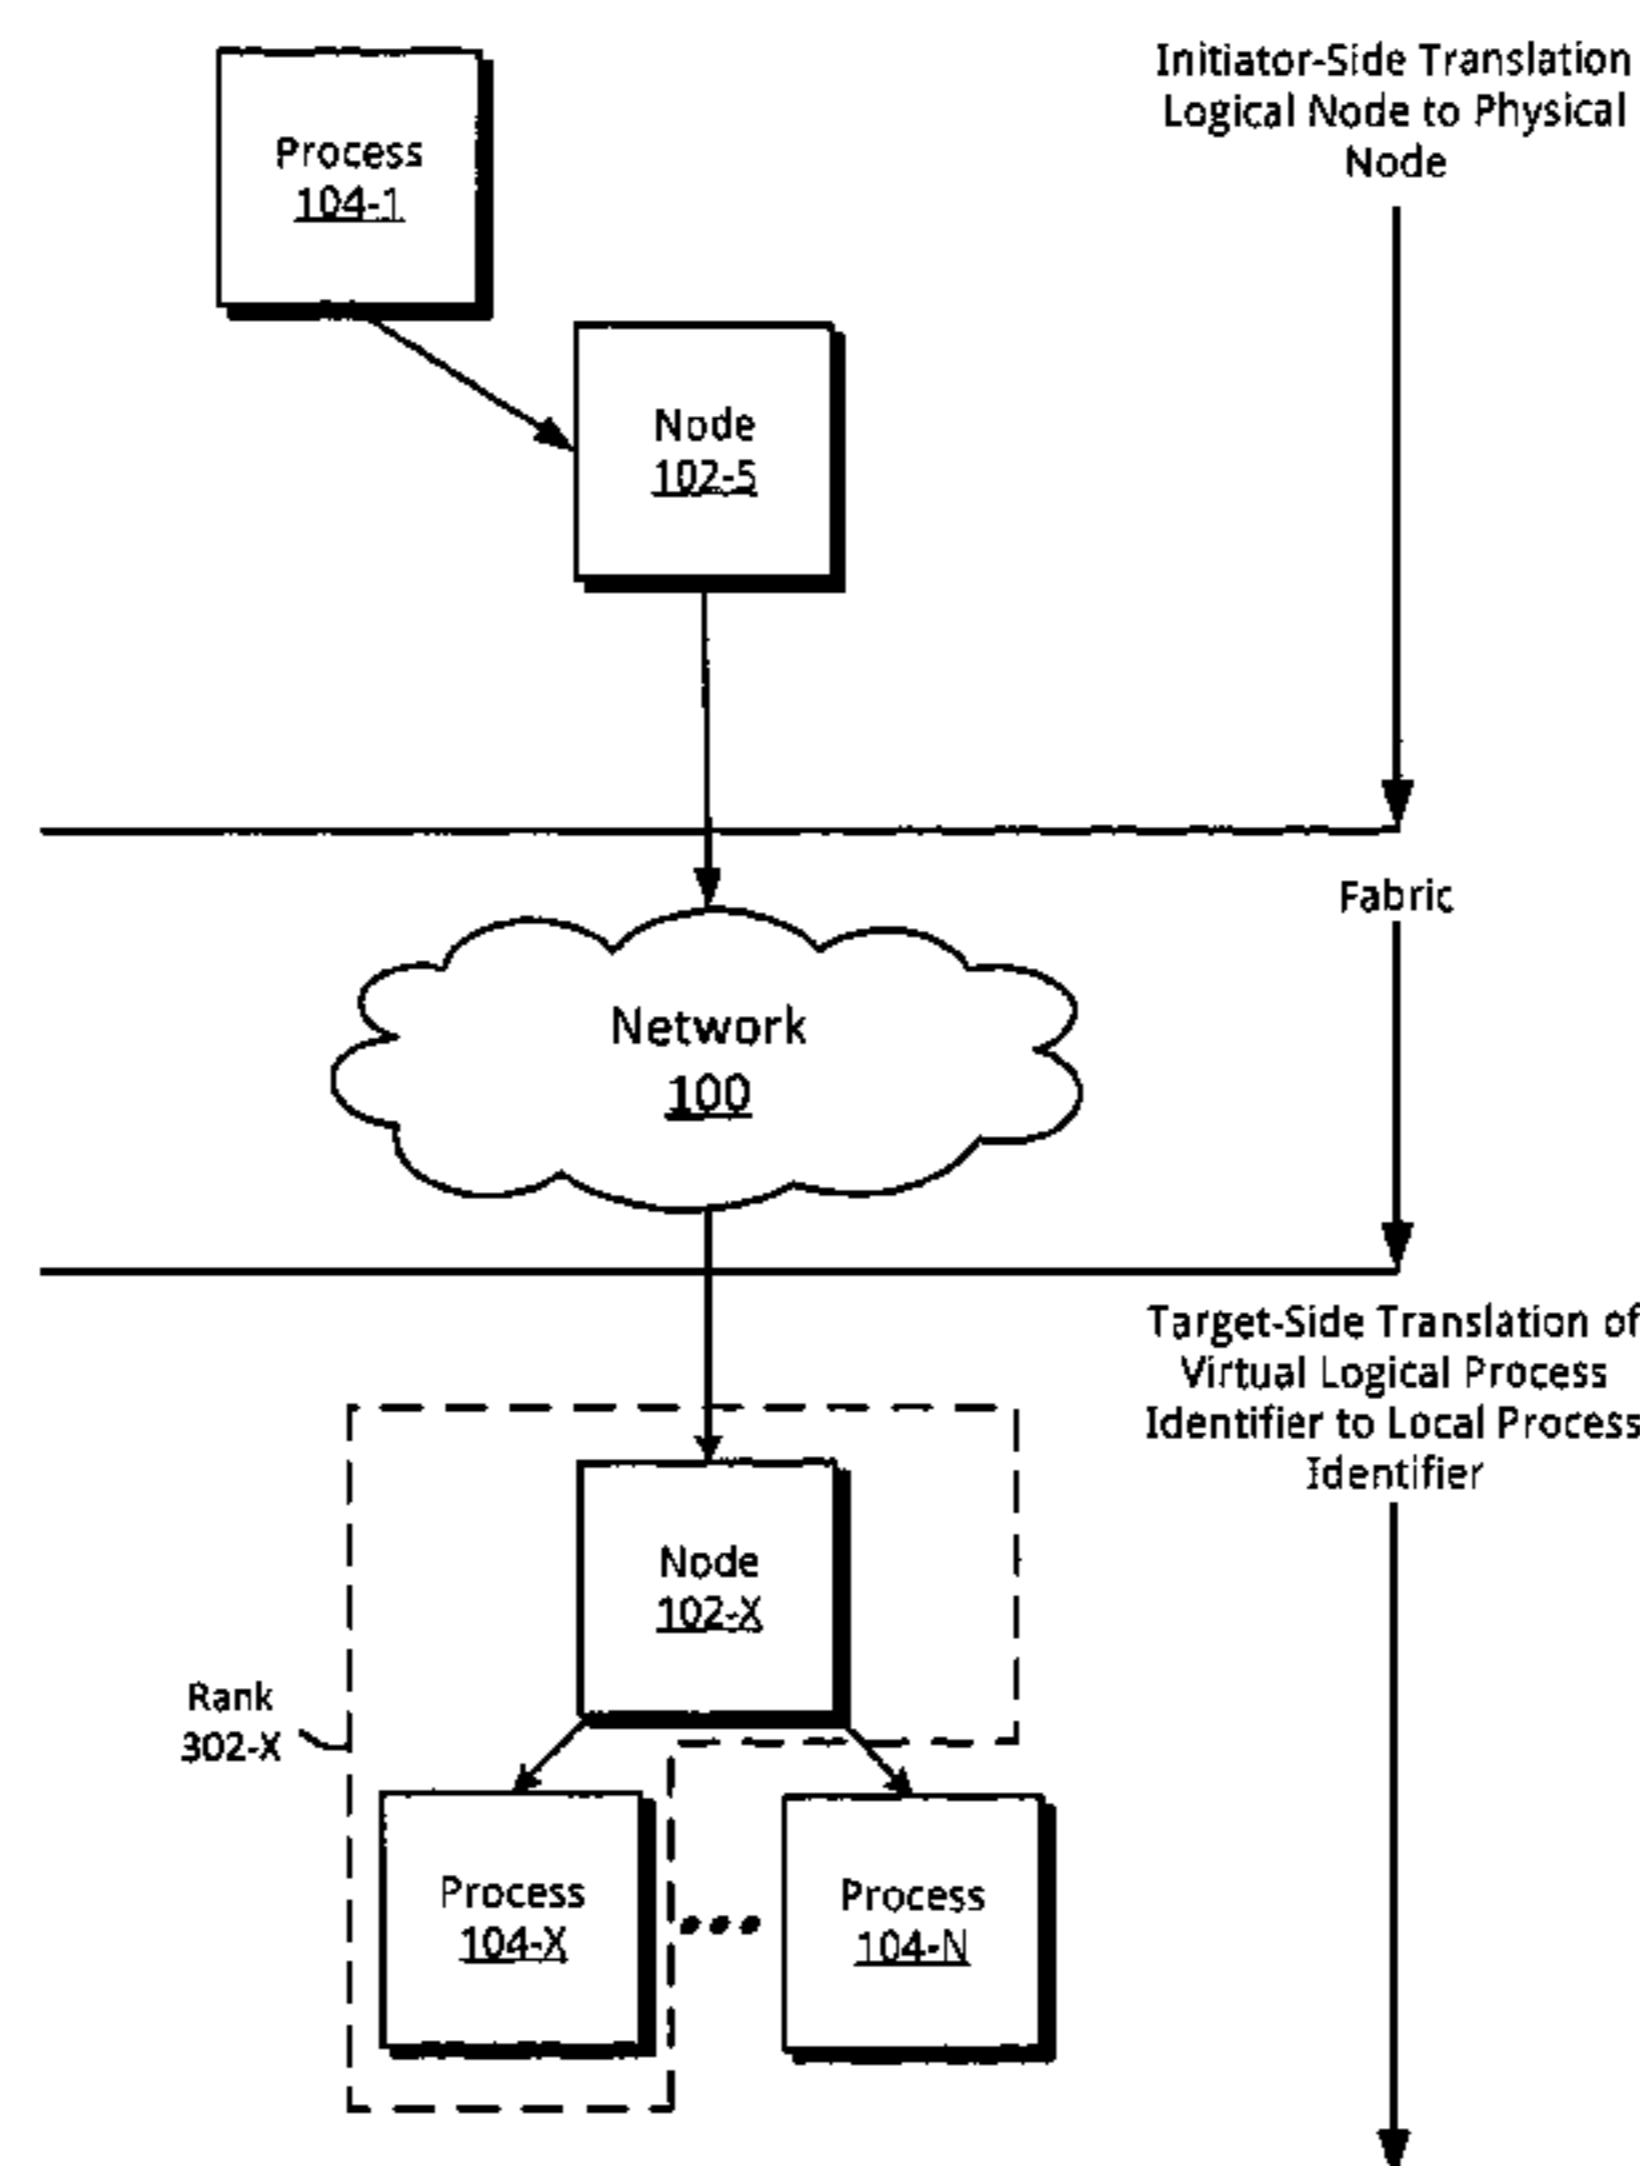 Process
104-1
Initiator-Side Translation
Logical Node to Physical
Node
Node
102-5
Fabric
Network
100
Target-Side Translation of
Virtual Logical Process
Identifier to Local Process
Identifier
Node
102-X
Rank
302-X
Process
104-X
Process
104-N